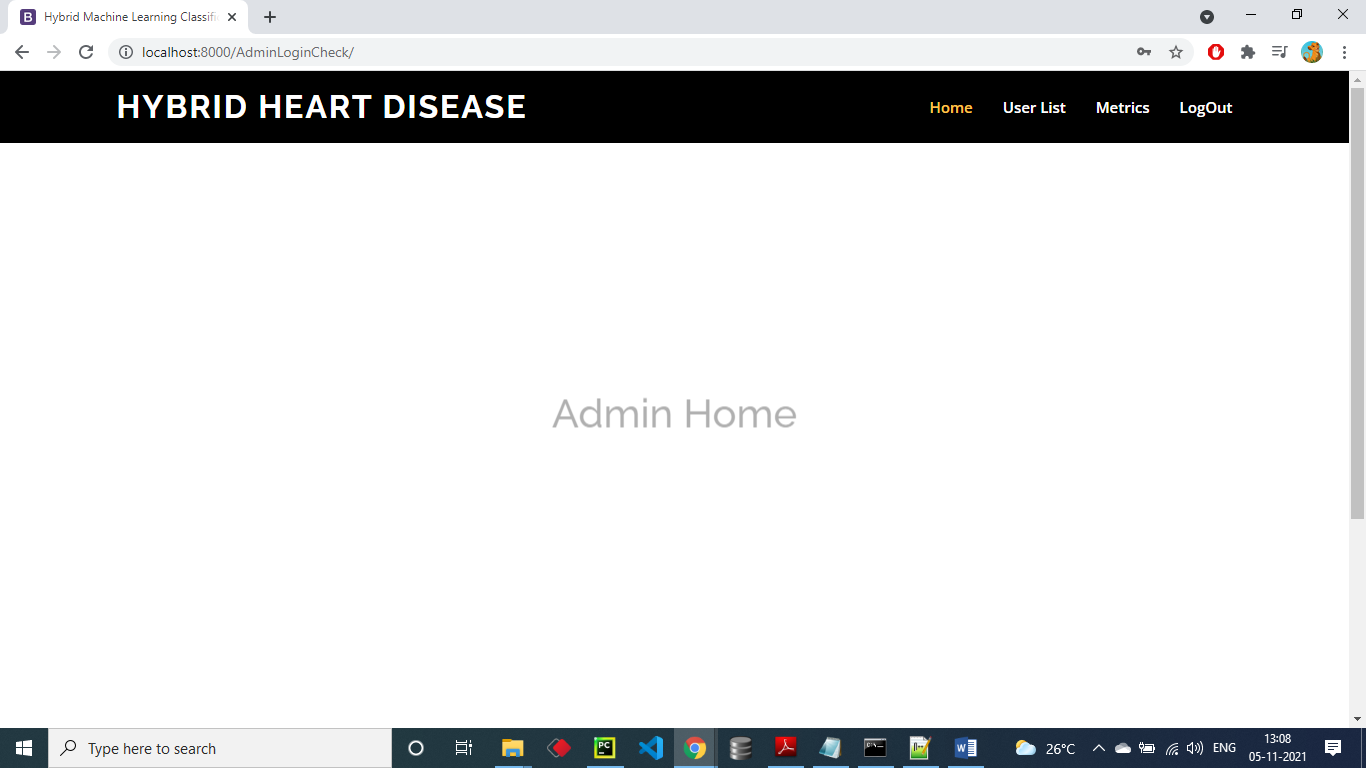 Hybrid Machine Learning Classifi
localhost:8000/AdminLoginCheck/
HYBRID HEART DISEASE
Home User List Metrics LogOut
Admin Home
Type here to search
26°C
ENG
13:08
05-11-2021